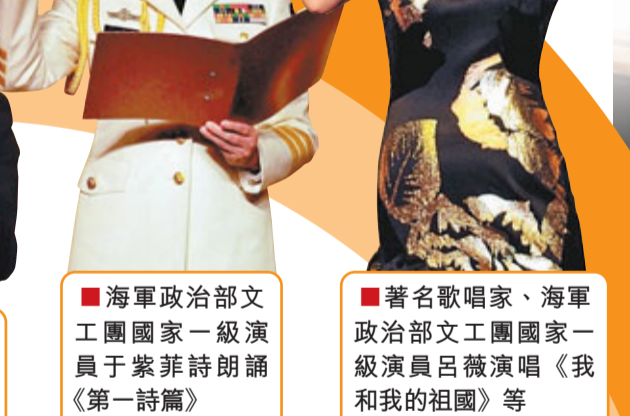 ■海軍政治部文
工團國家一級演
員于紫菲詩朗誦
《第一詩篇》
■著名歌唱家、海軍
政治部文工團國家一
級演員呂薇演唱《我
和我的祖國》等